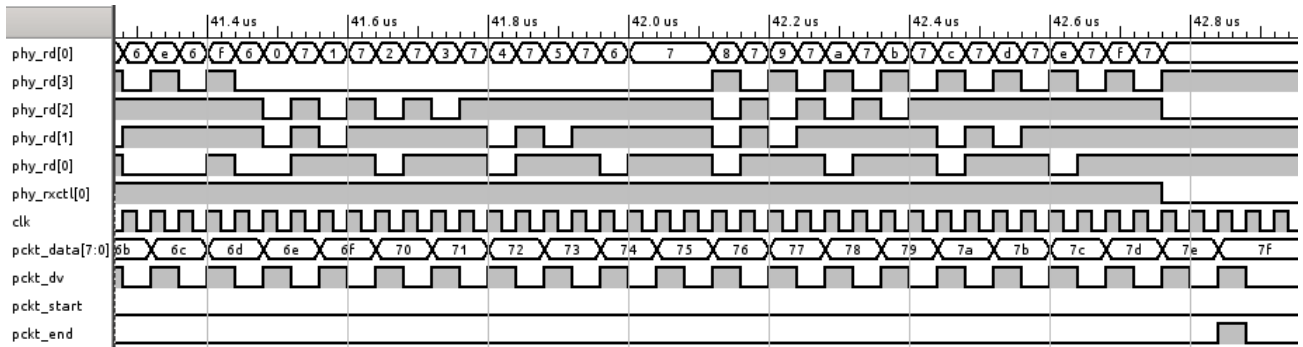 41.4 us 41.6 us 41.8 us 42.0 us 42.2 us 42.4 us 42.6 us 42.8 us
phy_rd[0] 6 e 6 f 6 0 7 1 7 2 7 3 7 4 7 5 7 6 7 8 7 9 7 a 7 b 7 c 7 d 7 e 7 f 7
phy_rd[3]
phy_rd[2]
phy_rd[1]
phy_rd[0]
phy_rxctl[0]
clk
pckt_data[7:0] 6b 6c 6d 6e 6f 70 71 72 73 74 75 76 77 78 79 7a 7b 7c 7d 7e 7f
pckt_dv
pckt_start
pckt_end